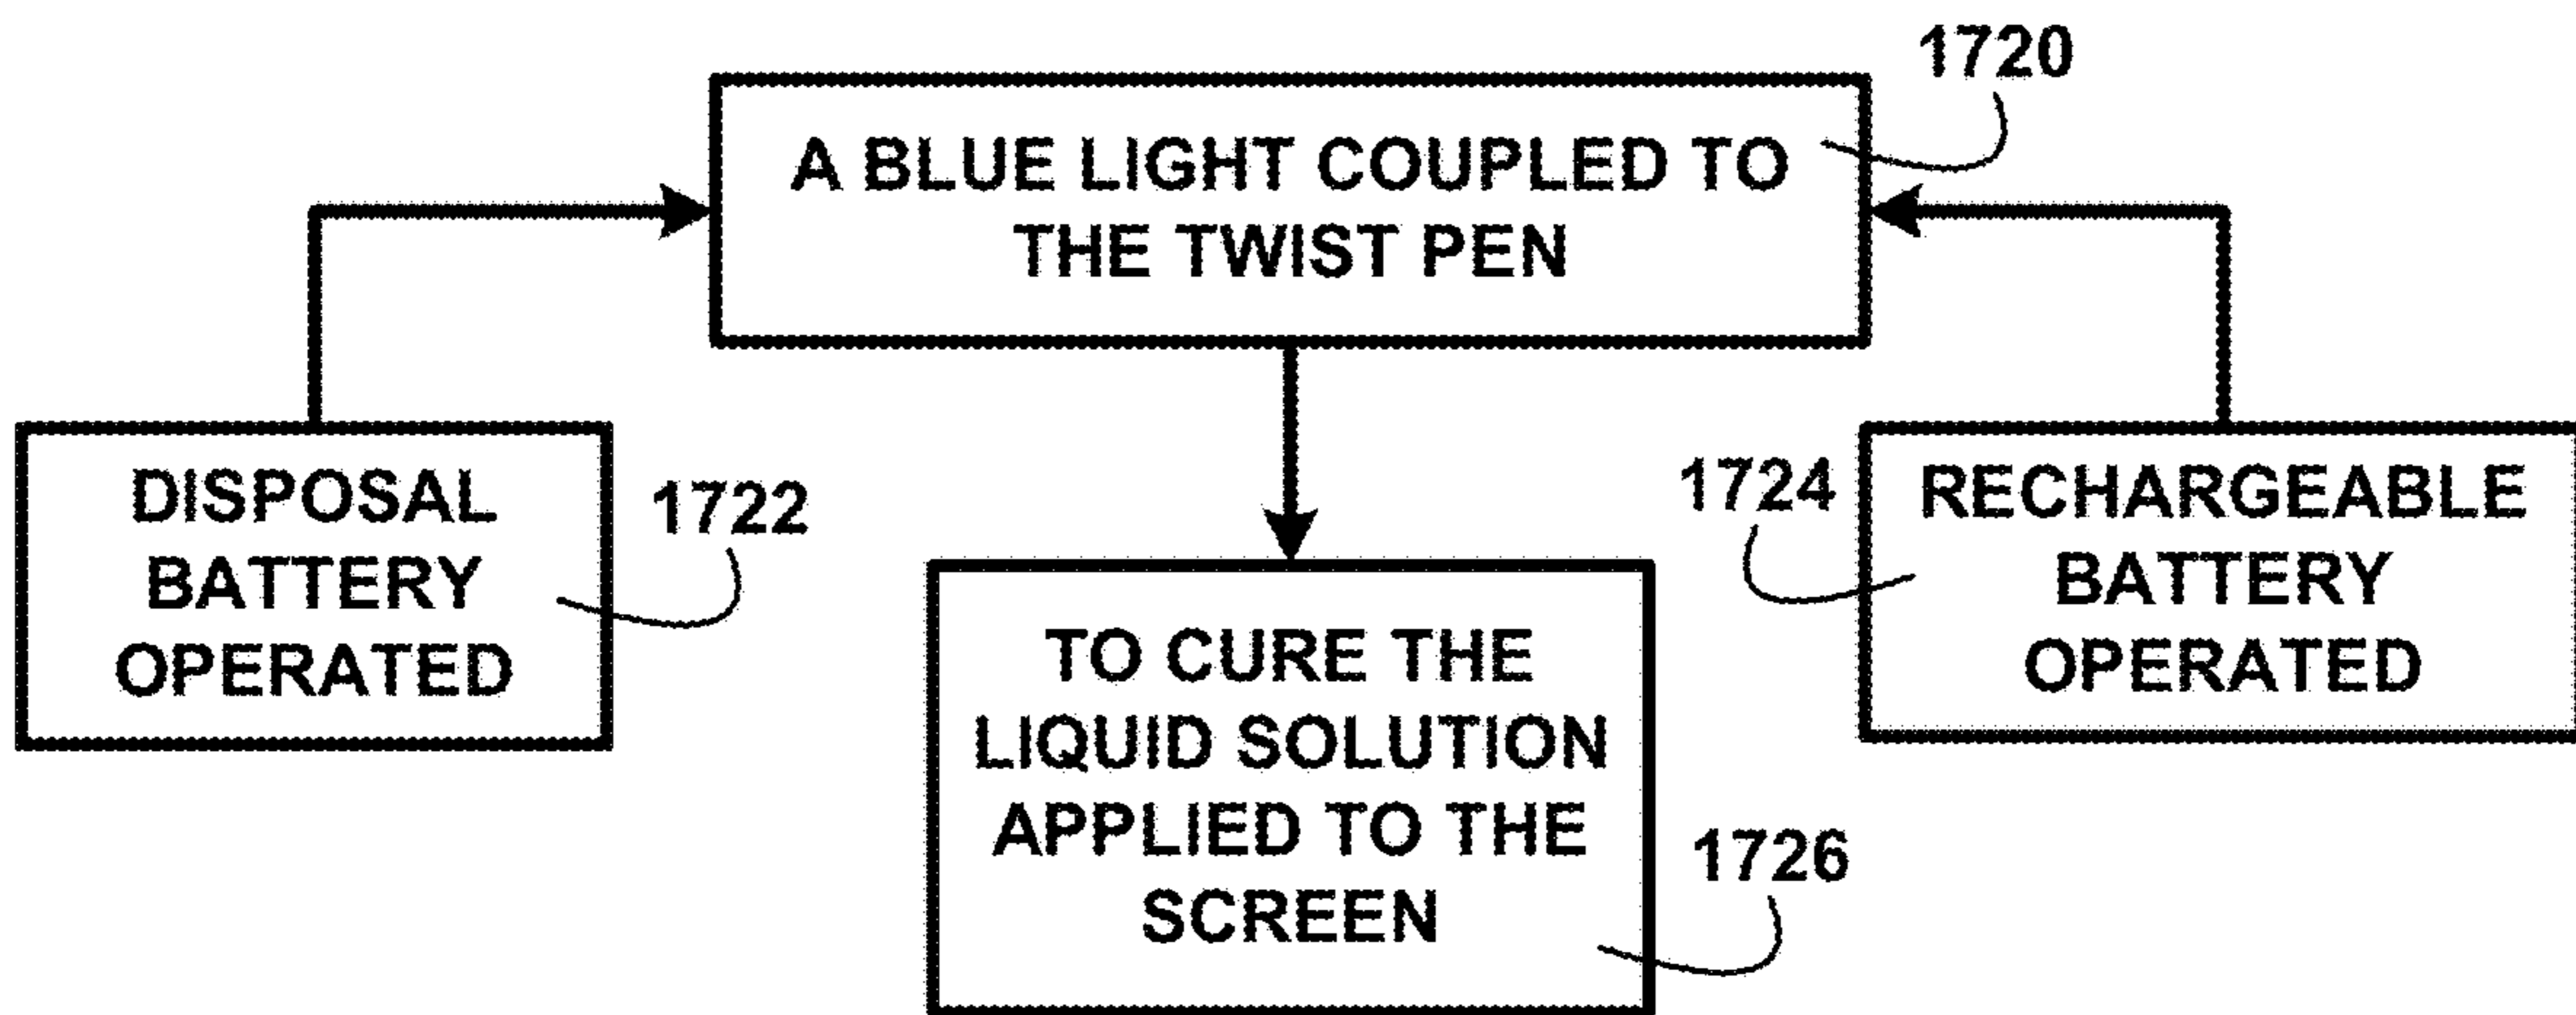 1720
A BLUE LIGHT COUPLED TO
THE TWIST PEN
DISPOSAL
BATTERY
OPERATED
1722
1724
RECHARGEABLE
BATTERY
OPERATED
TO CURE THE
LIQUID SOLUTION
APPLIED TO THE
SCREEN
1726